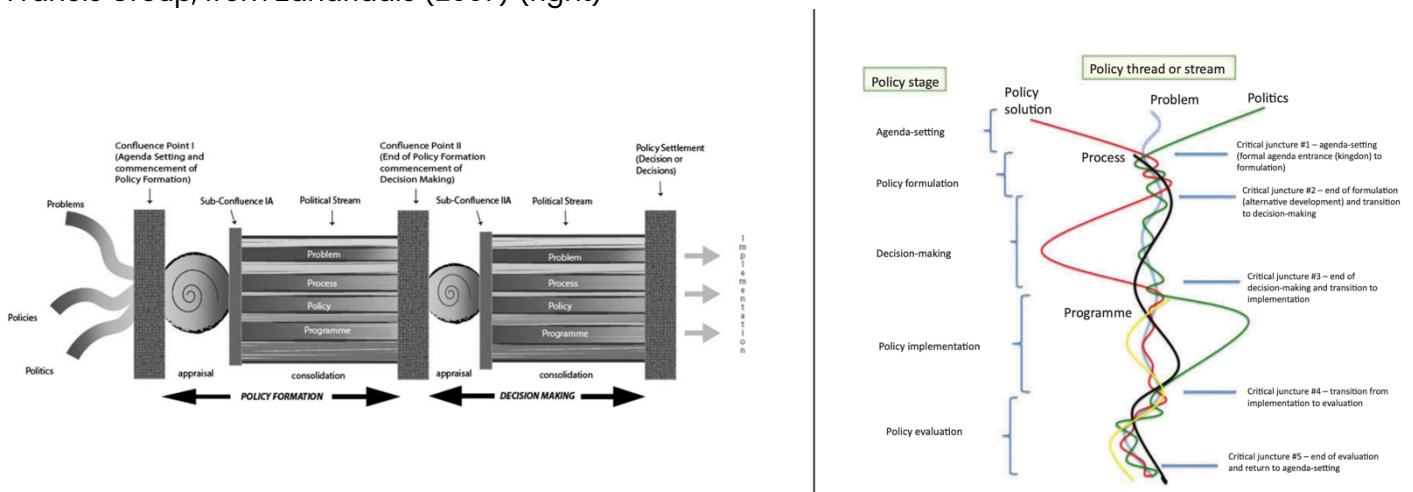 Confluence Point I
(Agenda Setting and
commencement of
Policy Formation)
Confluence Point II
(End of Policy Formation
commencement of
Decision Making)
Policy Settlement
(Decision or
Decisions)
Problems
Sub-Confluence IA
Political Stream
Sub-Confluence IIA
Political Stream
Problem
Process
Policy
Programme
Problem
Process
Policy
Programme
Implementation
Policies
Politics
appraisal
consolidation
appraisal
consolidation
POLICY FORMATION
DECISION MAKING
Policy stage
Policy thread or stream
Policy
solution
Problem
Politics
Agenda-setting
Process
Critical juncture #1 – agenda-setting
(formal agenda entrance (kingdon) to
formulation)
Policy formulation
Critical juncture #2 – end of formulation
(alternative development) and transition
to decision-making
Decision-making
Critical juncture #3 – end of
decision-making and transition to
implementation
Programme
Policy implementation
Critical juncture #4 – transition from
implementation to evaluation
Policy evaluation
Critical juncture #5 – end of evaluation
and return to agenda-setting